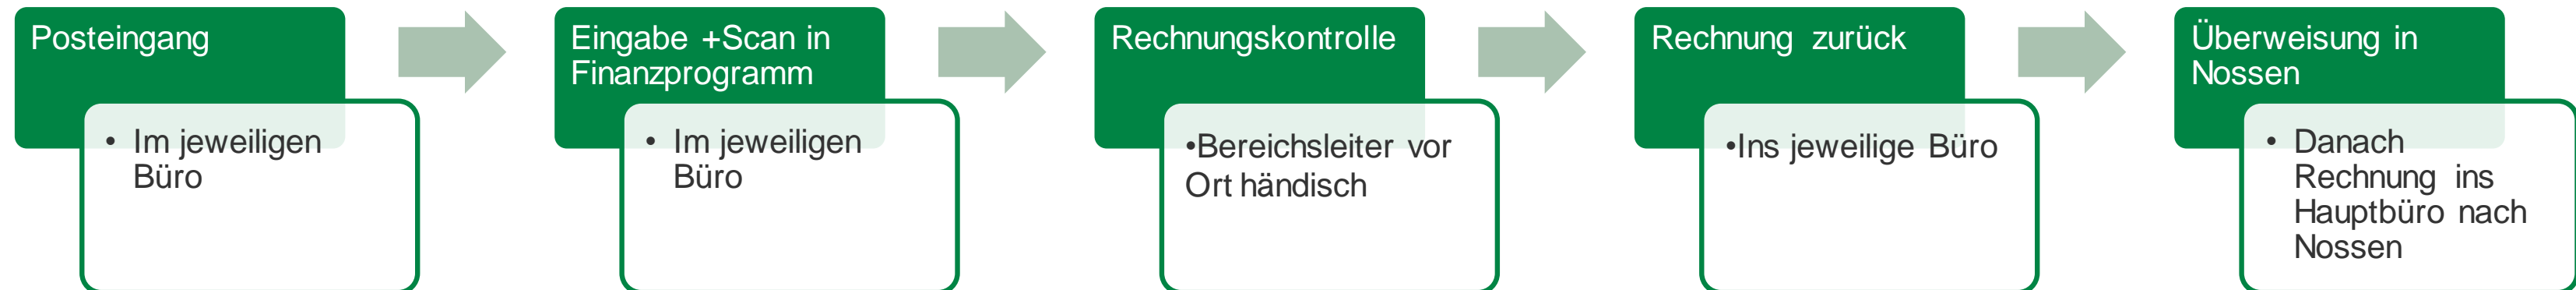 Posteingang
• Im jeweiligen
Büro
Eingabe +Scan in
Finanzprogramm
• Im jeweiligen
Büro
Rechnungskontrolle
•Bereichsleiter vor
Ort händisch
Rechnung zurück
•Ins jeweilige Büro
Überweisung in
Nossen
• Danach
Rechnung ins
Hauptbüro nach
Nossen